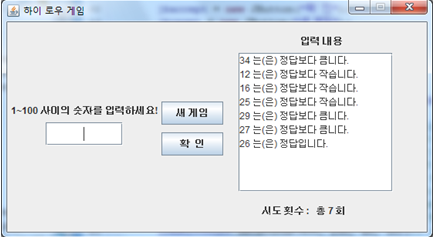 하이 로우 게임
입력 내용
34 는(은) 정답보다 큽니다.
12 는(은) 정답보다 작습니다.
16 는(은) 정답보다 작습니다.
25 는(은) 정답보다 작습니다.
29 는(은) 정답보다 큽니다.
27 는(은) 정답보다 큽니다.
26 는(은) 정답입니다.
1~100 사이의 숫자를 입력하세요!
새 게임
확 인
시도 횟수 : 총 7 회